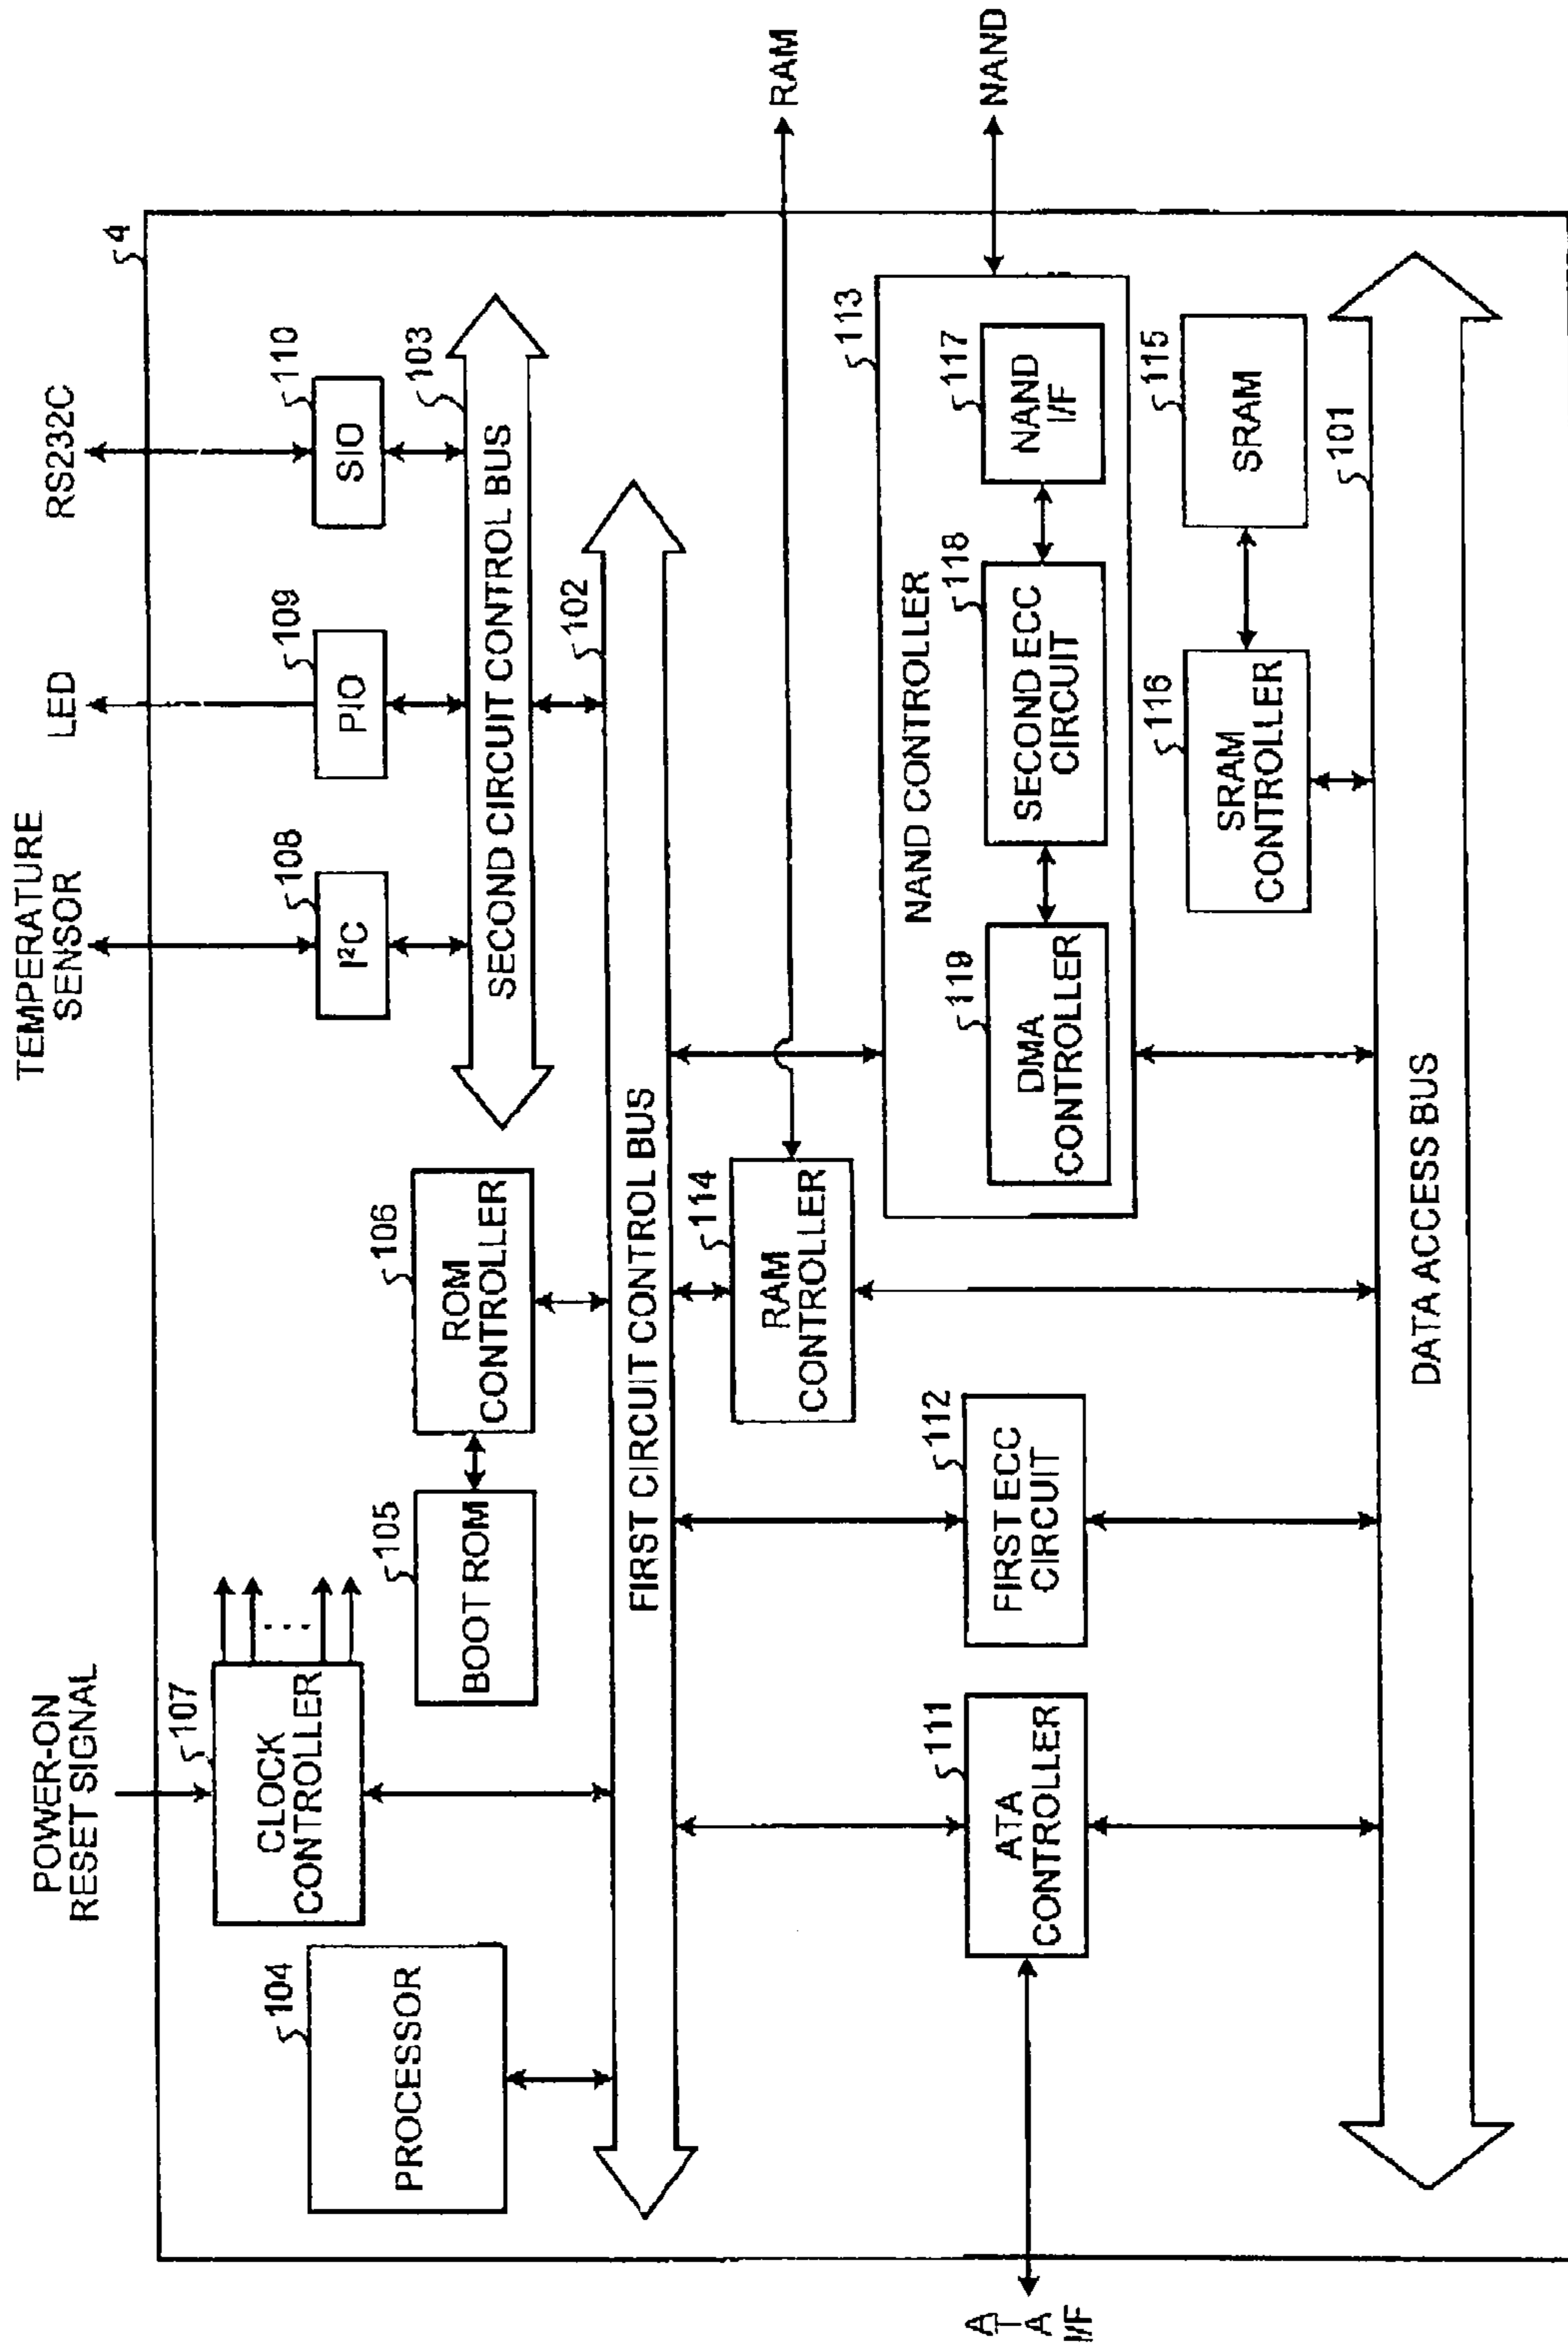 POWER-ON
RESET SIGNAL
TEMPERATURE
SENSOR
LED
RS232C
4
107
CLOCK
CONTROLLER
104
PROCESSOR
105
BOOT ROM
106
ROM
CONTROLLER
108
I²C
109
PIO
110
SIO
103
SECOND CIRCUIT CONTROL BUS
102
FIRST CIRCUIT CONTROL BUS
RAM
114
RAM
CONTROLLER
113
NAND CONTROLLER
NAND
111
ATA
CONTROLLER
A
A
I/F
112
FIRST ECC
CIRCUIT
119
DMA
CONTROLLER
118
SECOND ECC
CIRCUIT
117
NAND
I/F
116
SRAM
CONTROLLER
115
SRAM
101
DATA ACCESS BUS